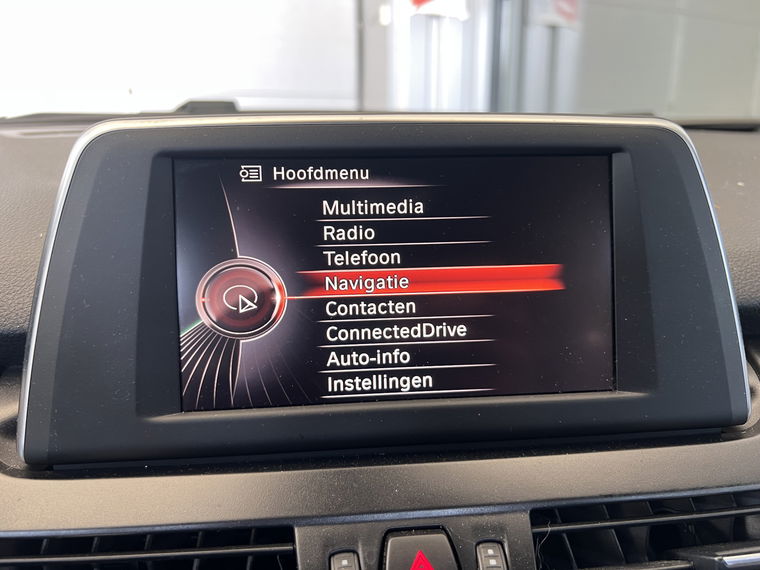 Hoofdmenu
Multimedia
Radio
Telefoon
Navigatie
Contacten
ConnectedDrive
Auto-info
Instellingen